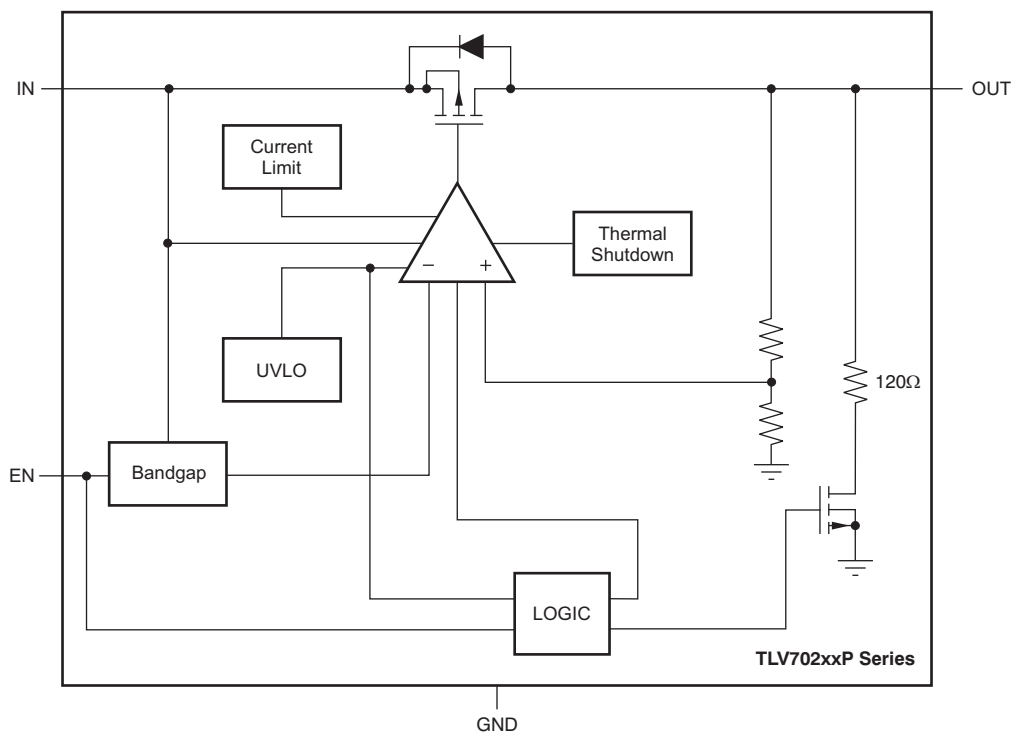 IN
OUT
Current
Limit
Thermal
Shutdown
−
+
UVLO
120Ω
EN
Bandgap
LOGIC
TLV702xxP Series
GND